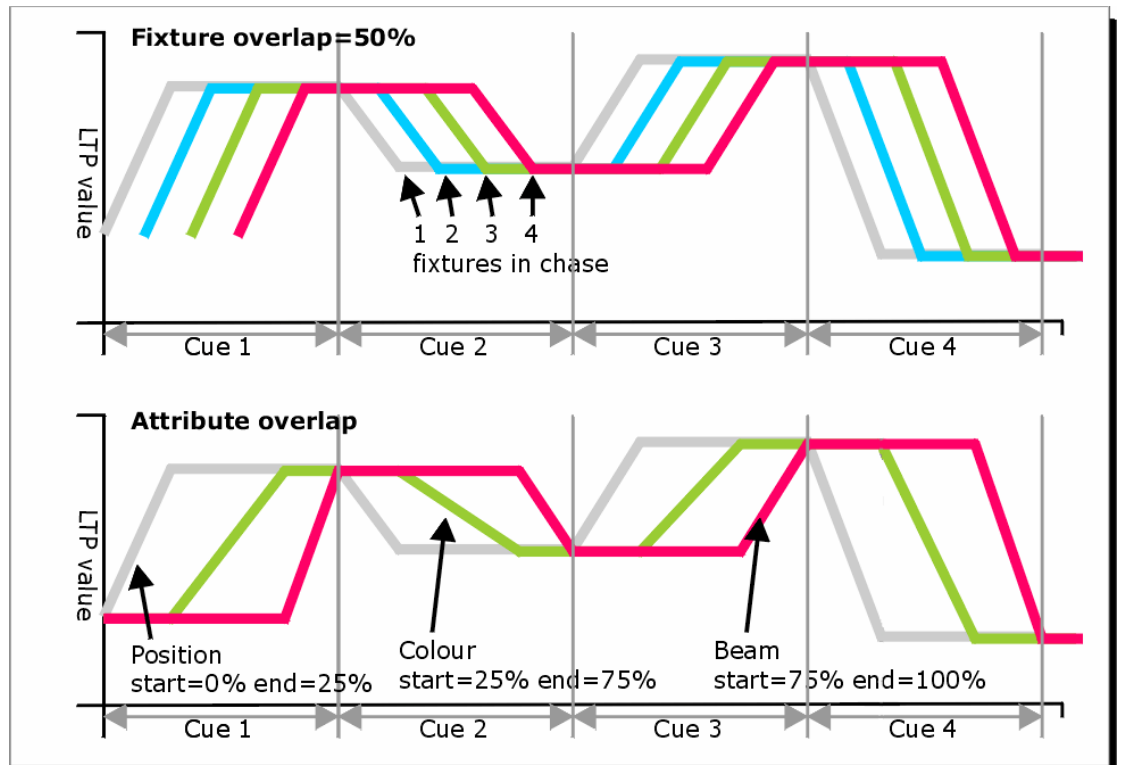 Fixture overlap=50%
LTP value
1 2 3 4
fixtures in chase
Cue 1 Cue 2 Cue 3 Cue 4
Attribute overlap
LTP value
Position Colour Beam
start=0% end=25% start=25% end=75% start=75% end=100%
Cue 1 Cue 2 Cue 3 Cue 4